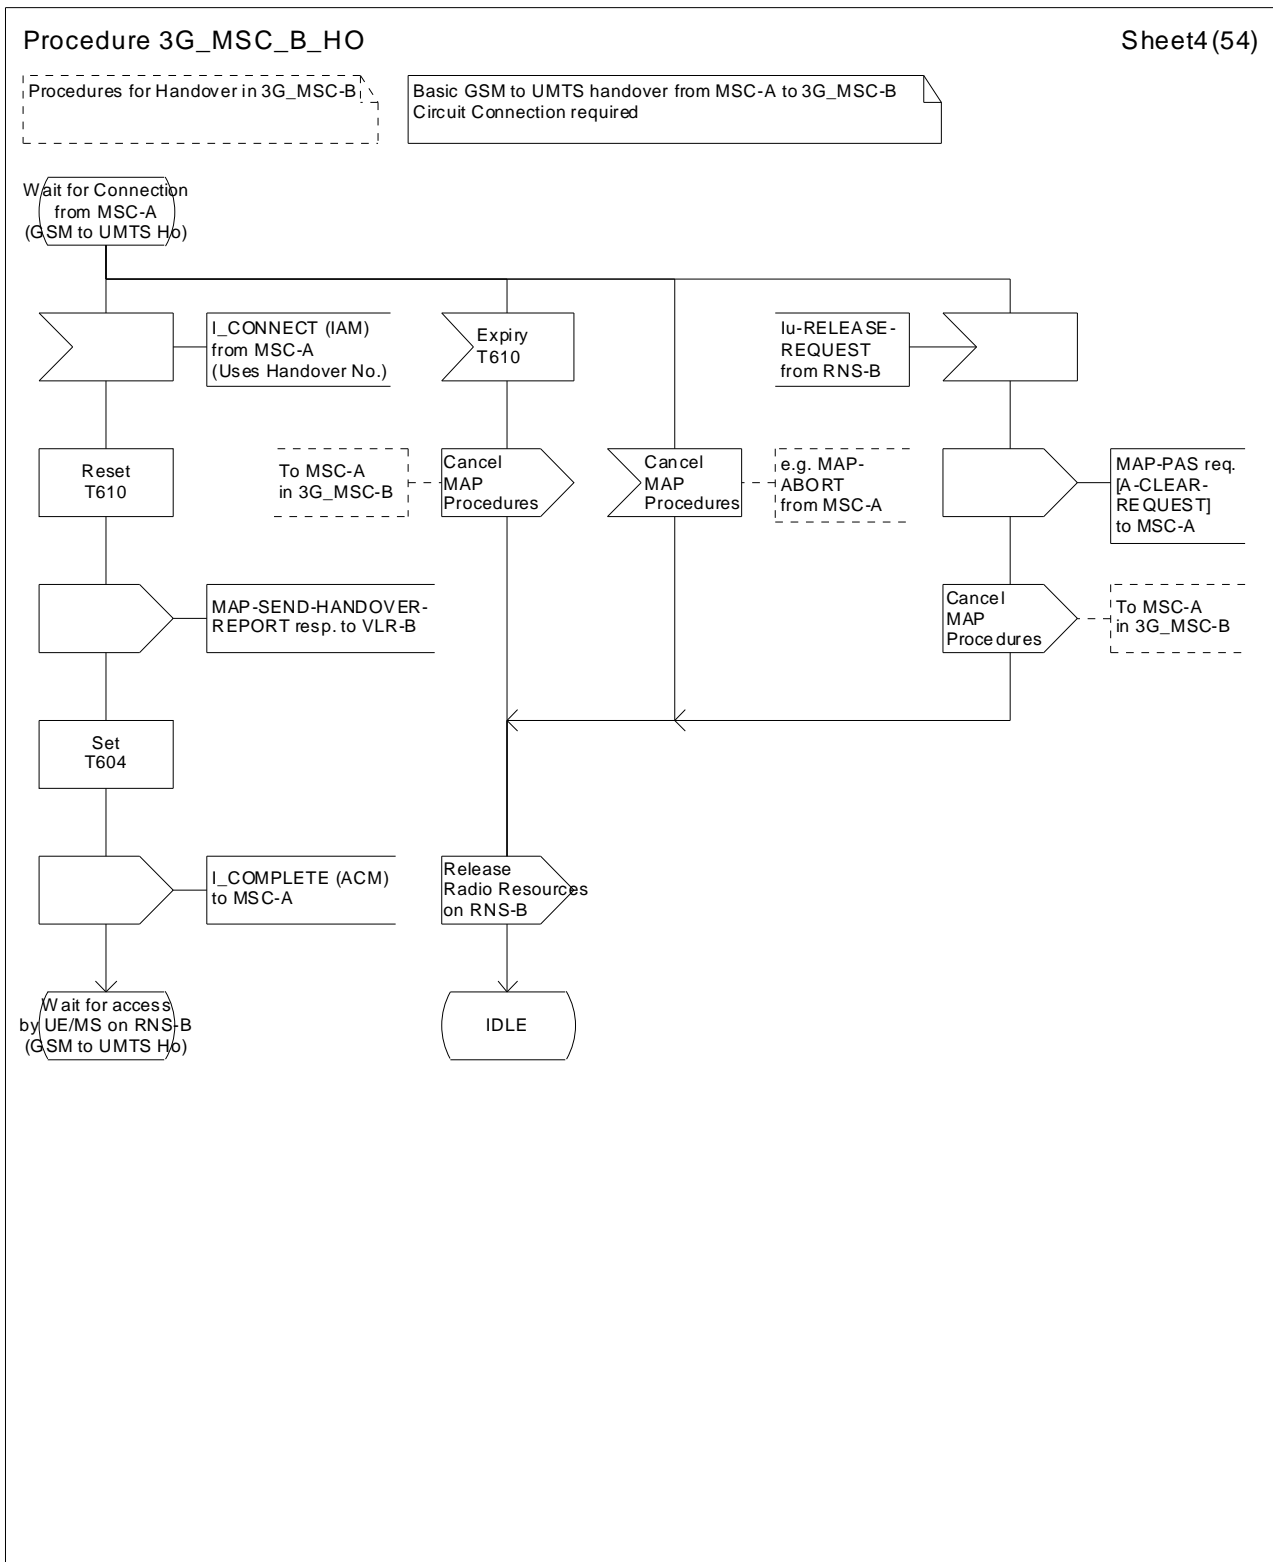 Procedure 3G_MSC_B_HO
Sheet4(54)
Procedures for Handover in 3G_MSC-B
Basic GSM to UMTS handover from MSC-A to 3G_MSC-B
Circuit Connection required
Wait for Connection
from MSC-A
(GSM to UMTS Ho)
I_CONNECT (IAM)
from MSC-A
(Uses Handover No.)
Expiry
T610
Iu-RELEASE-
REQUEST
from RNS-B
Reset
T610
To MSC-A
in 3G_MSC-B
Cancel
MAP
Procedures
Cancel
MAP
Procedures
e.g. MAP-
ABORT
from MSC-A
MAP-PAS req.
[A-CLEAR-
REQUEST]
to MSC-A
MAP-SEND-HANDOVER-
REPORT resp. to VLR-B
Cancel
MAP
Procedures
To MSC-A
in 3G_MSC-B
Set
T604
I_COMPLETE (ACM)
to MSC-A
Release
Radio Resources
on RNS-B
Wait for access
by UE/MS on RNS-B
(GSM to UMTS Ho)
IDLE